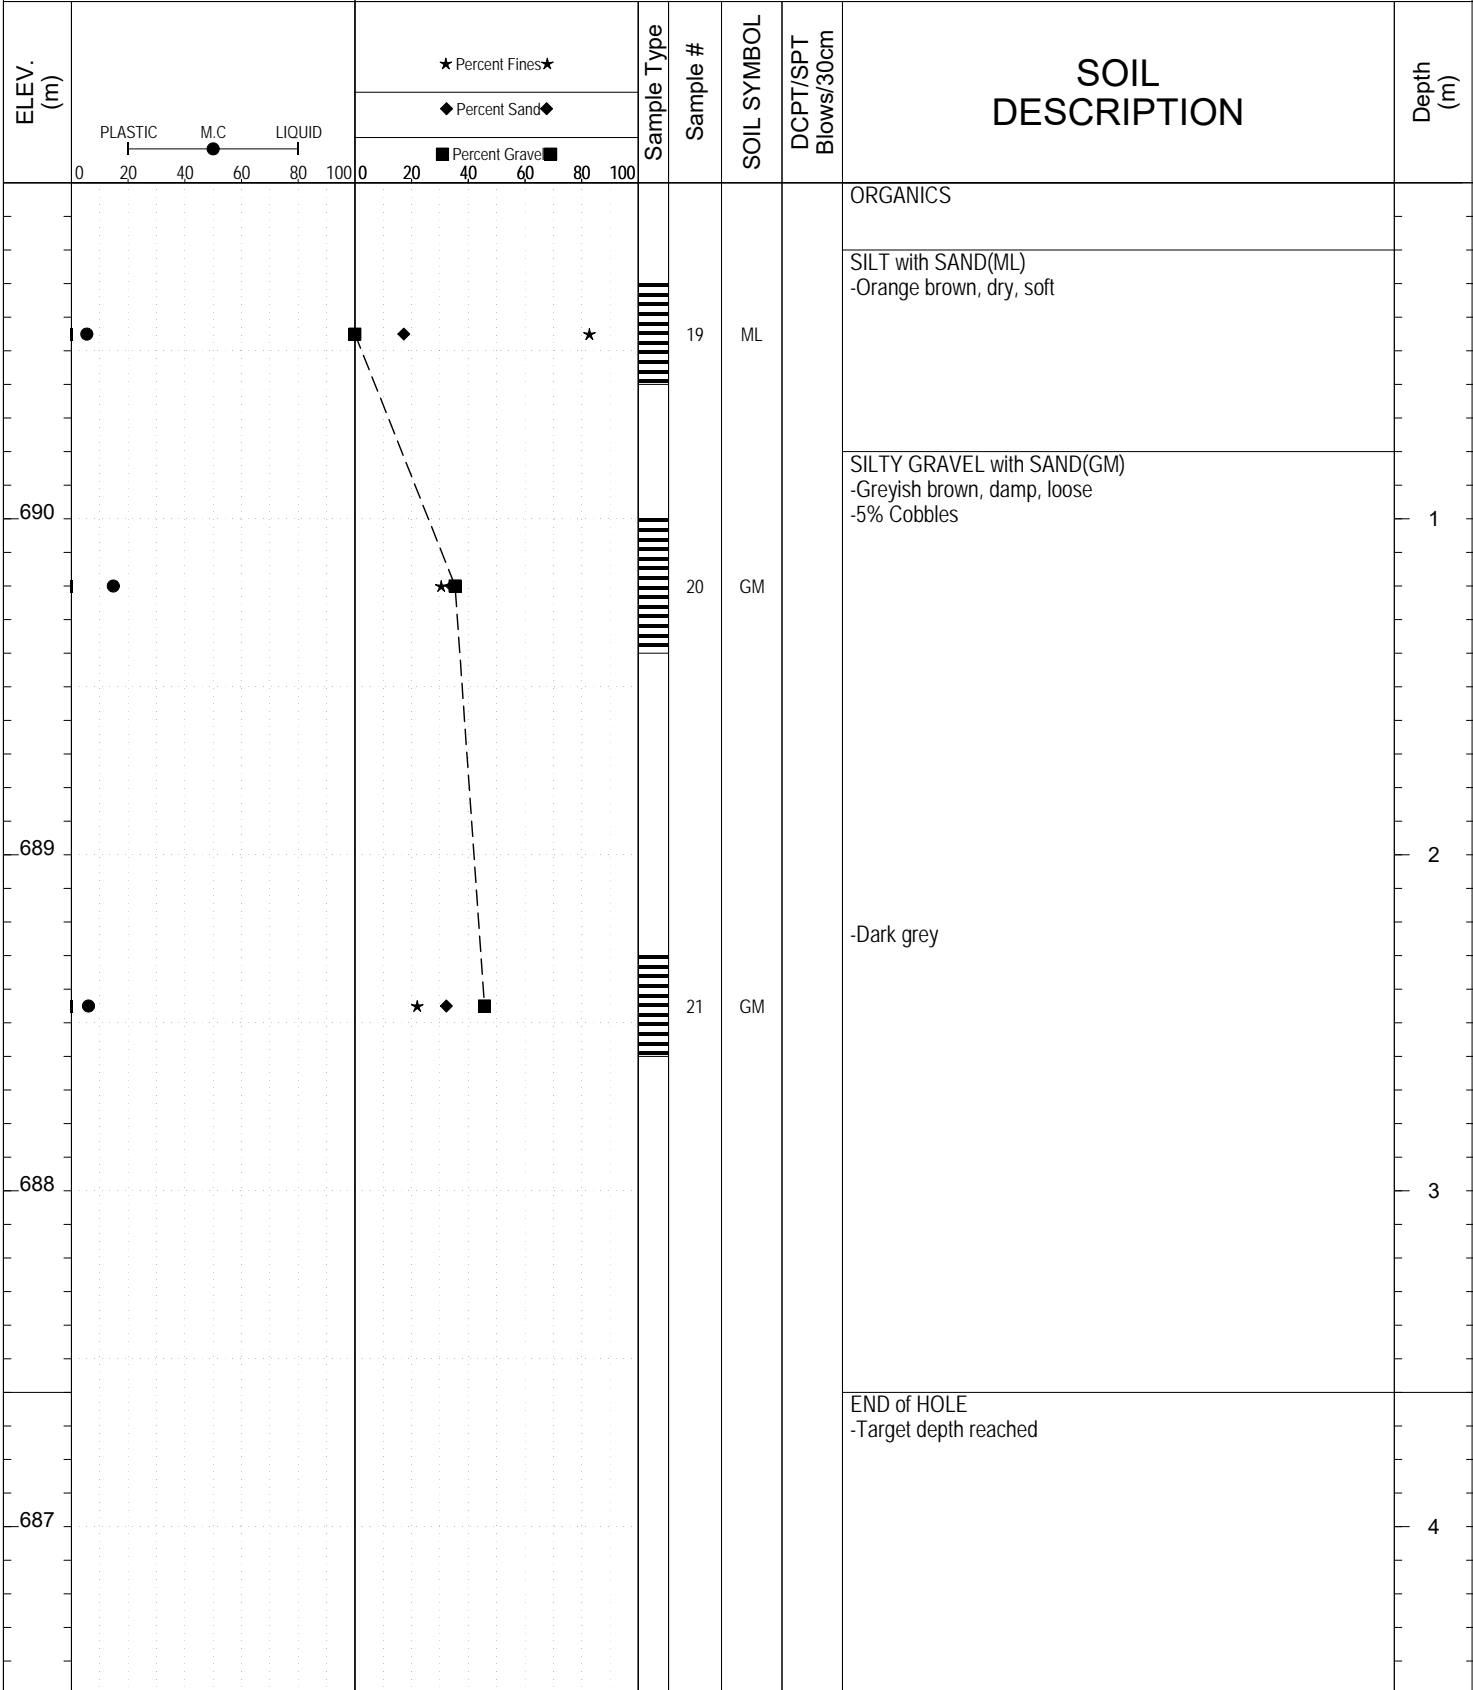 ELEV.
(m)
PLASTIC M.C LIQUID
0 20 40 60 80 100
Percent Fines
Percent Sand
Percent Gravel
0 20 40 60 80 100
Sample Type
Sample #
SOIL SYMBOL
DCPT/SPT
Blows/30cm
SOIL
DESCRIPTION
Depth
(m)
ORGANICS
SILT with SAND(ML)
-Orange brown, dry, soft
19 ML
SILTY GRAVEL with SAND(GM)
-Greyish brown, damp, loose
690 -5% Cobbles 1
20 GM
689 2
-Dark grey
21 GM
688 3
END of HOLE
-Target depth reached
687 4